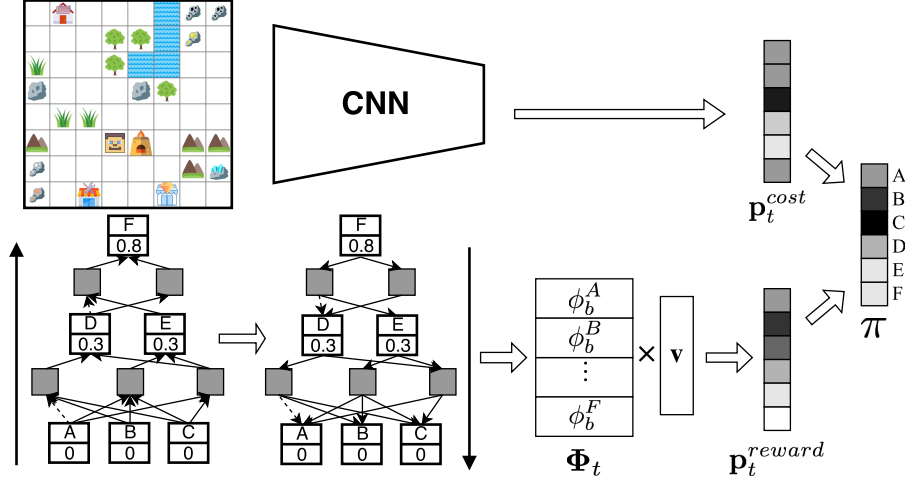 CNN
p_t^{cost}
A
B
C
D
E
F
π
F
0.8
D
E
0.3
0.3
A
B
C
0
0
0
F
0.8
D
E
0.3
0.3
A
B
C
0
0
0
ϕ_b^A
ϕ_b^B
⋮
ϕ_b^F
Φ_t
×
v
p_t^{reward}